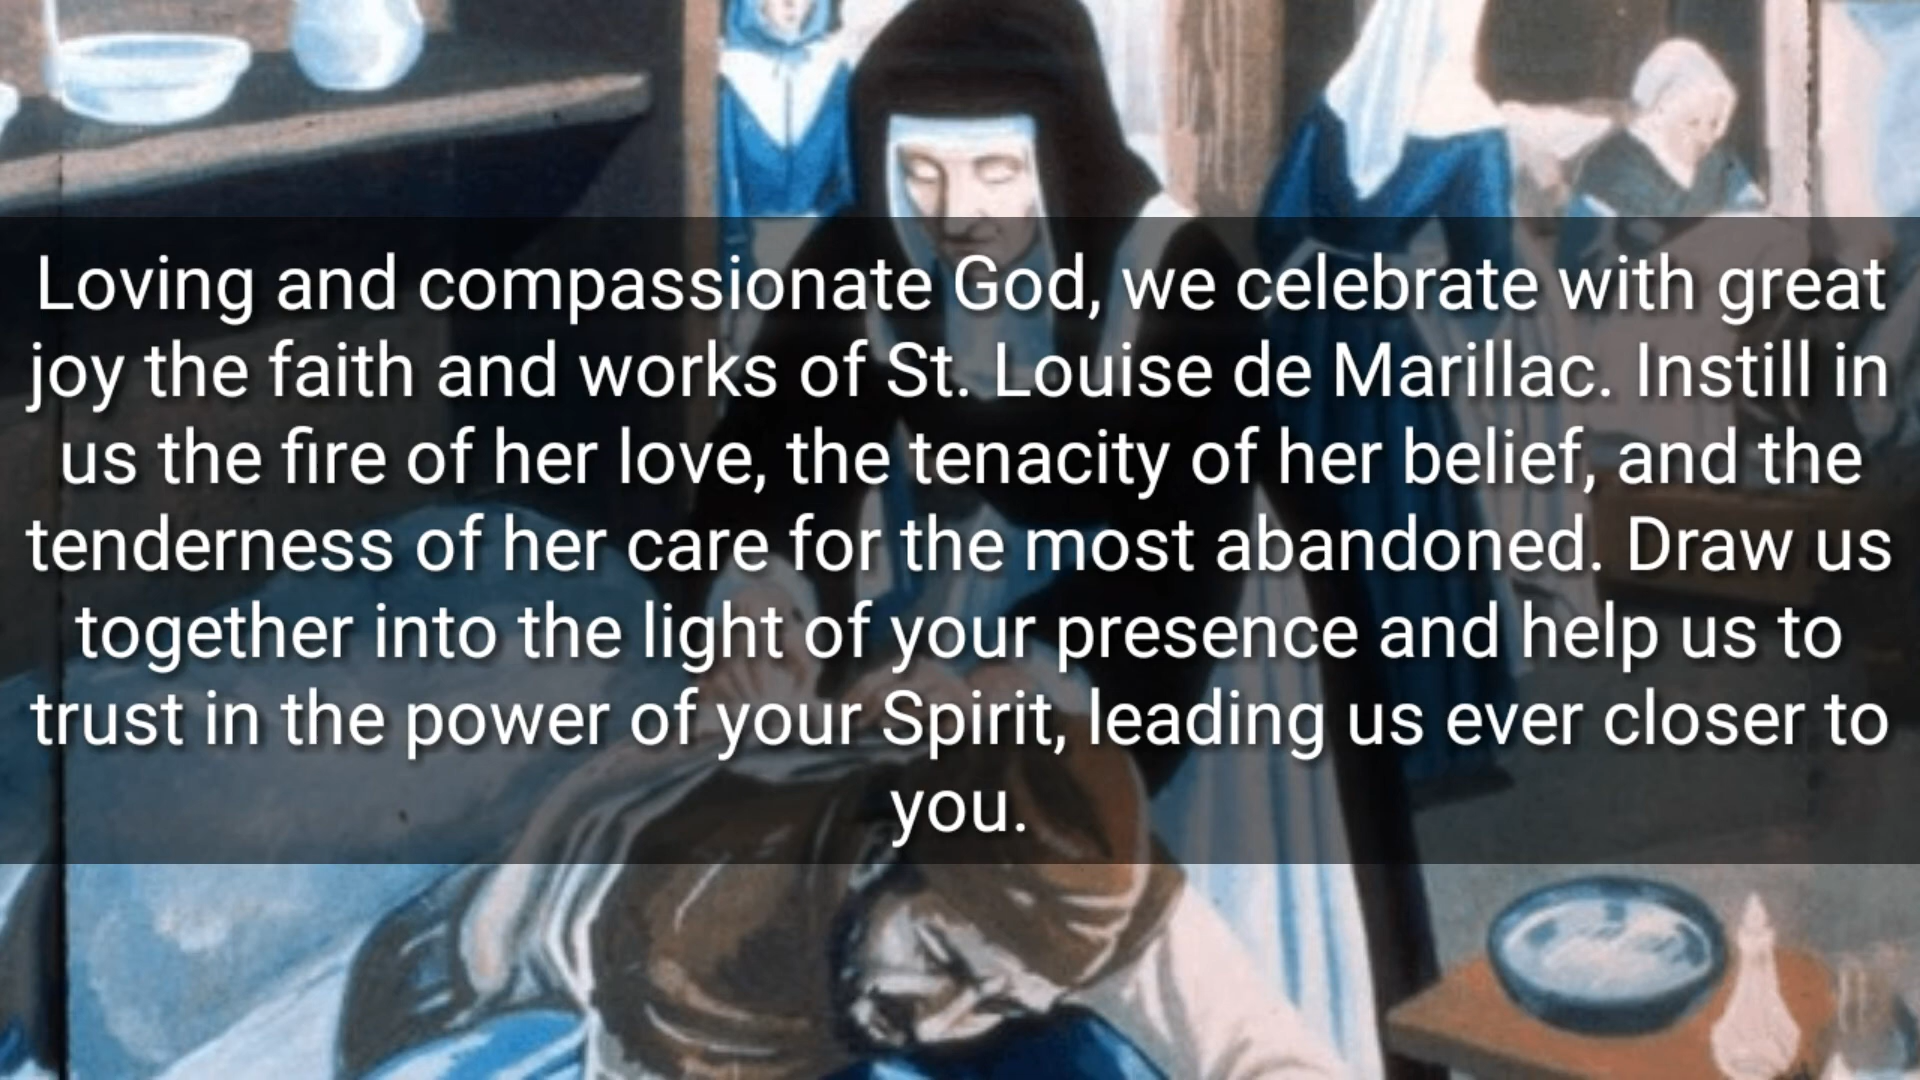 Loving and compassionate God, we celebrate with great
joy the faith and works of St. Louise de Marillac. Instill in
us the fire of her love, the tenacity of her belief, and the
tenderness of her care for the most abandoned. Draw us
together into the light of your presence and help us to
trust in the power of your Spirit, leading us ever closer to
you.